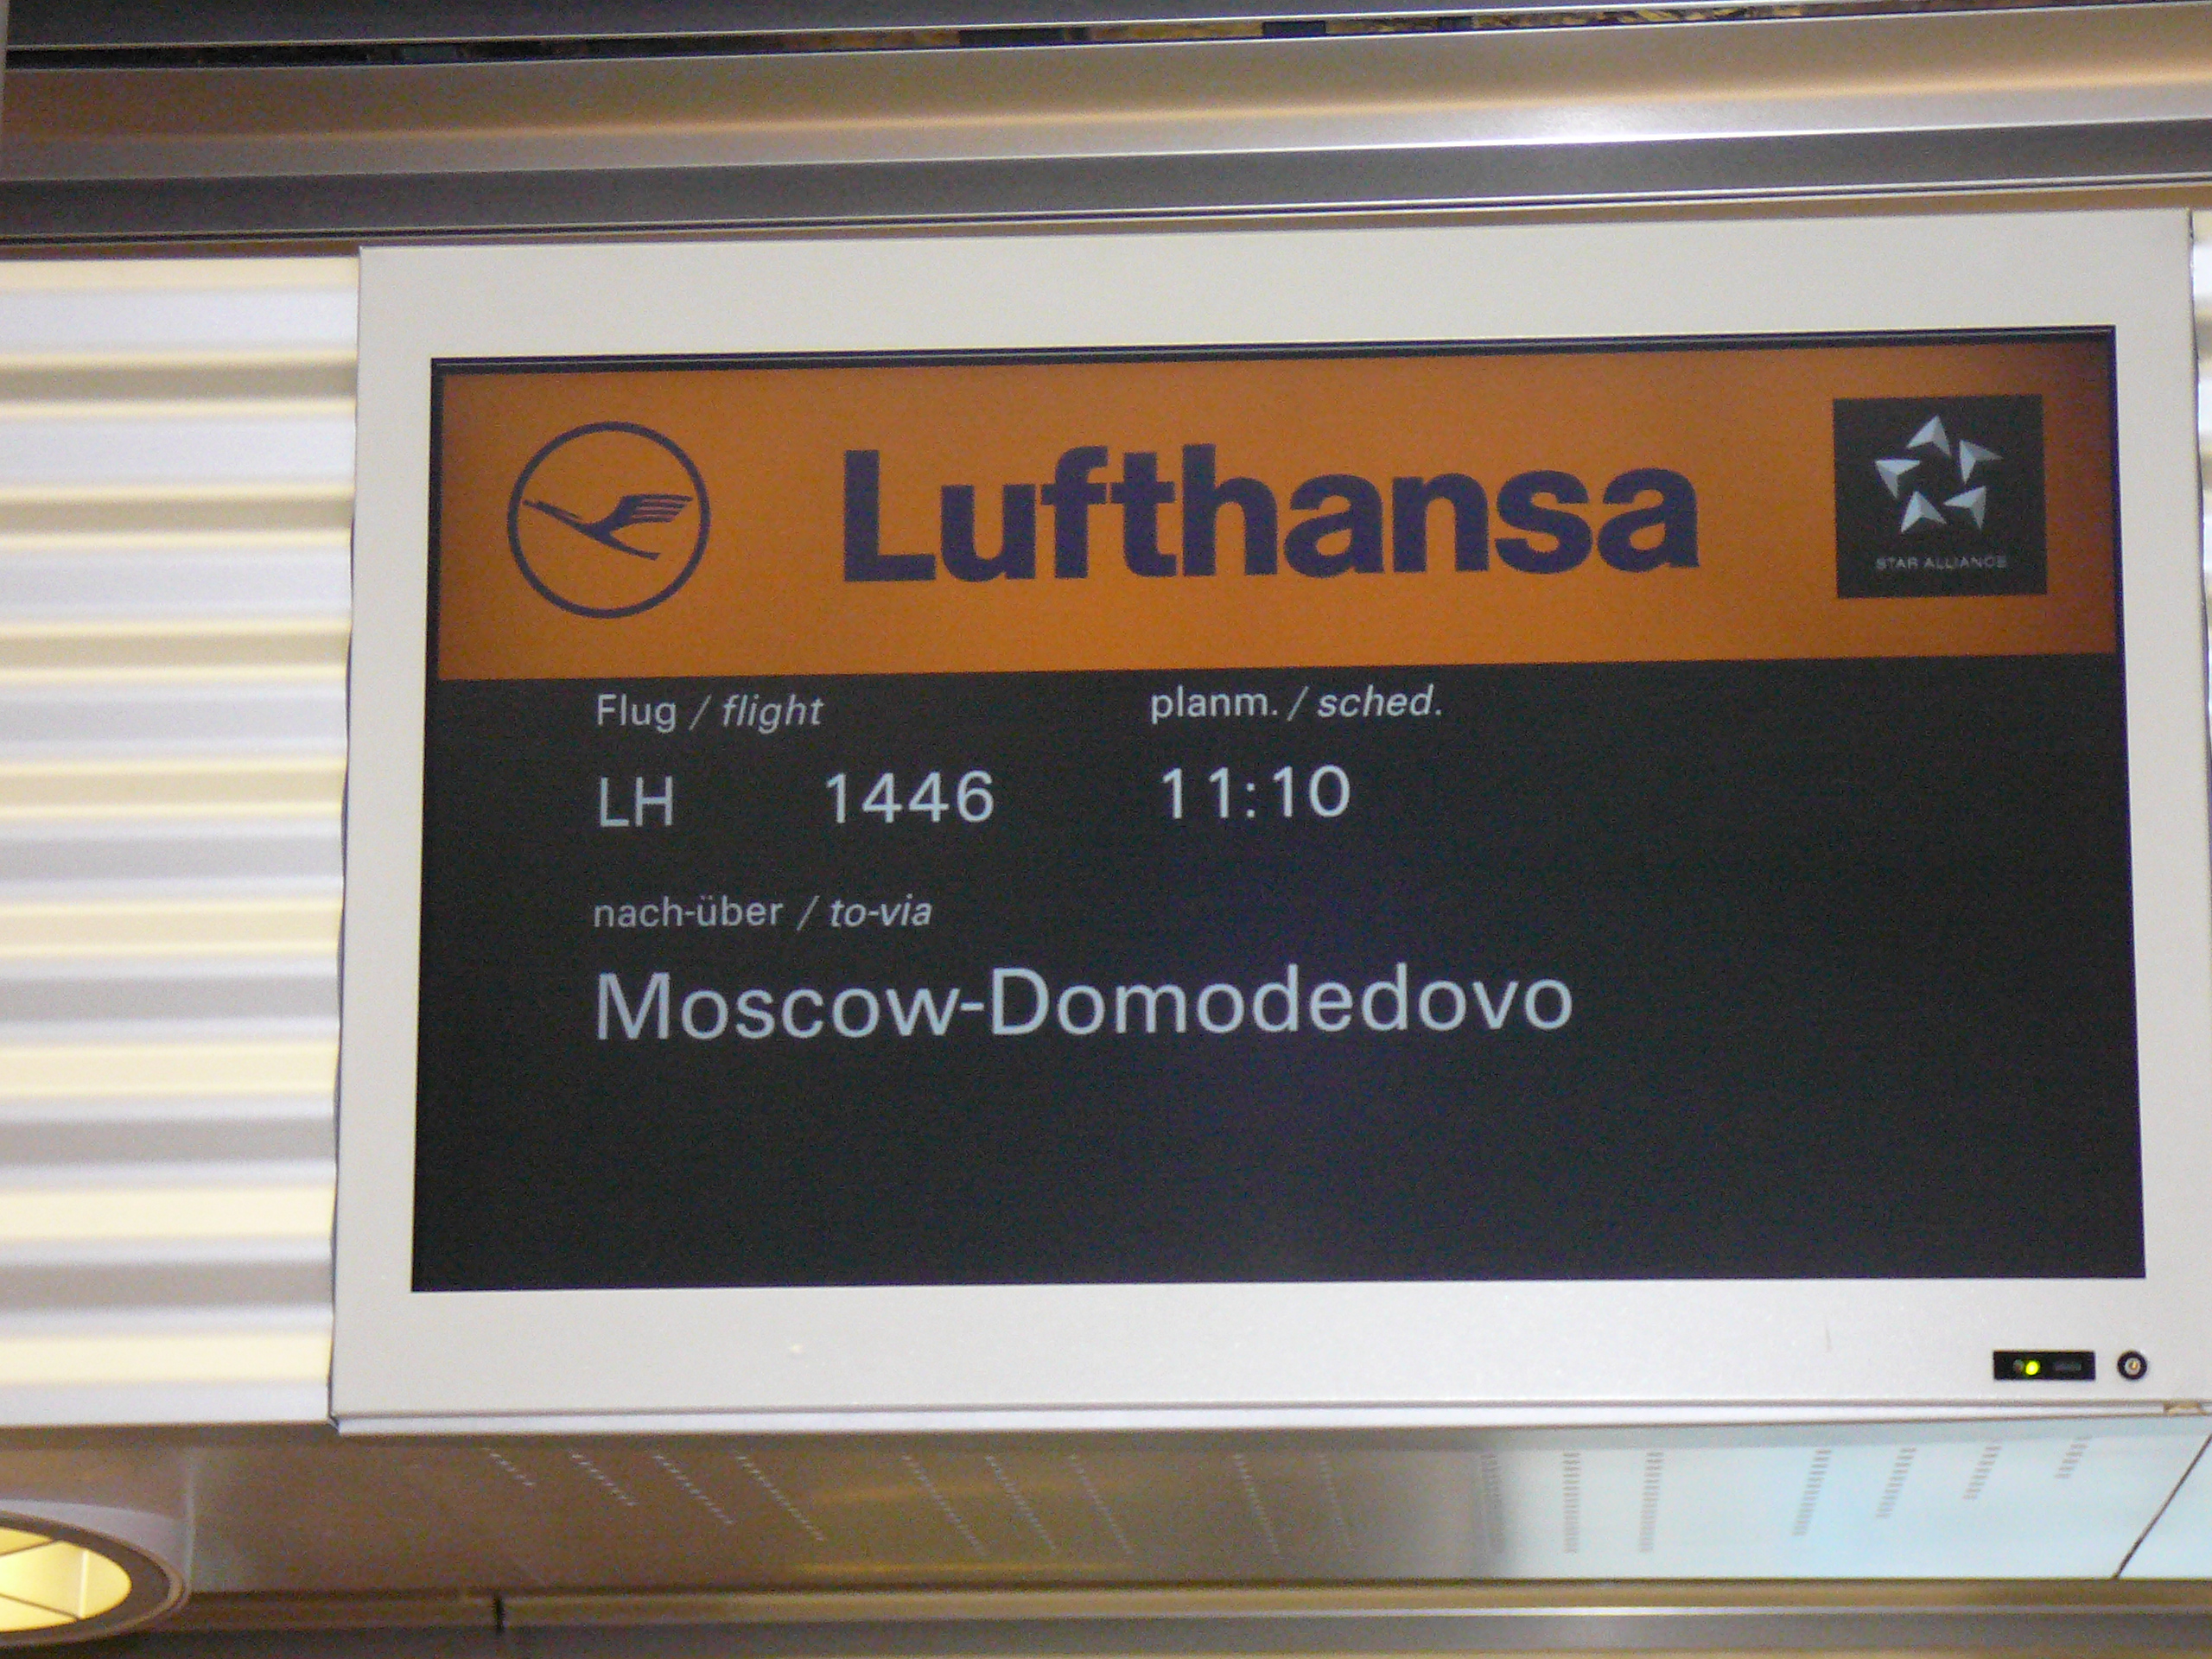 Lufthansa
STAR ALLIANCE
Flug / flight planm. / sched.
LH 1446 11:10
nach-über / to-via
Moscow-Domodedovo